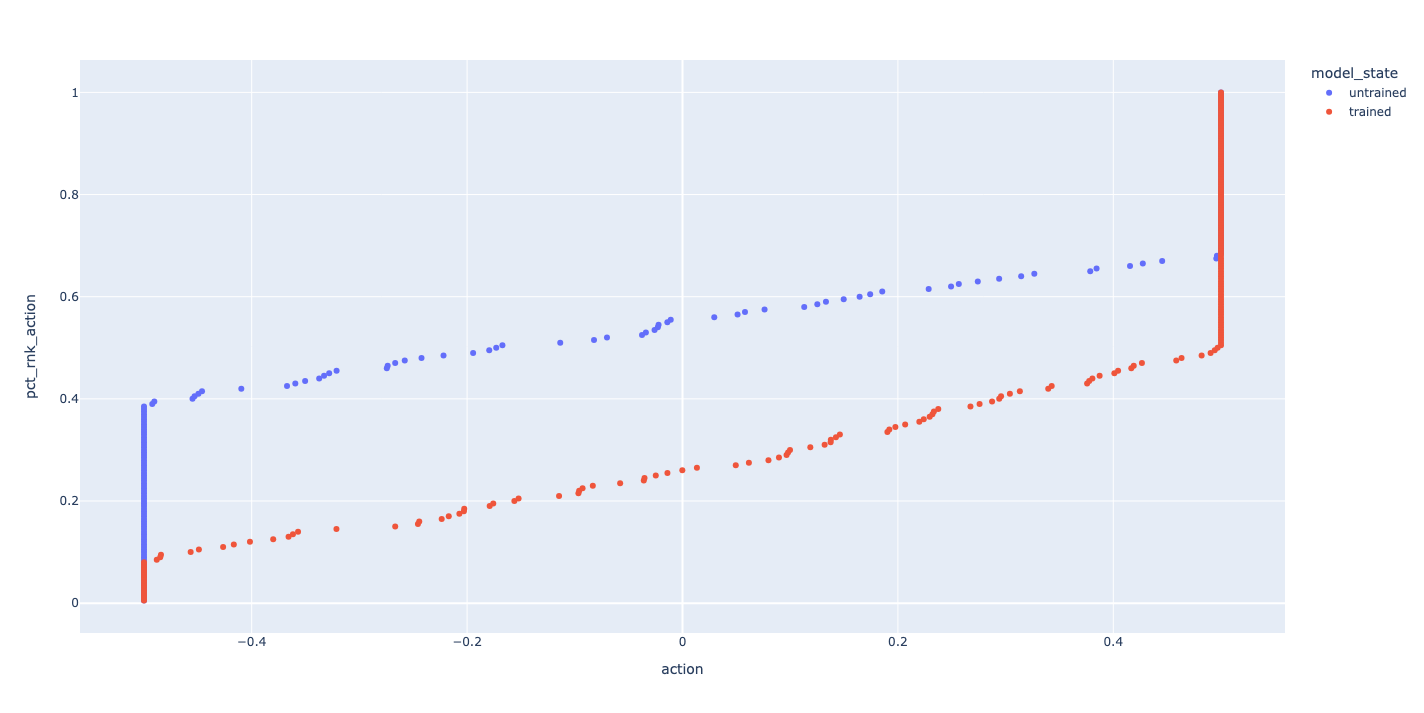 model_state
untrained
trained
pct_rnk_action
1
0.8
0.6
0.4
0.2
0
−0.4
−0.2
0
0.2
0.4
action